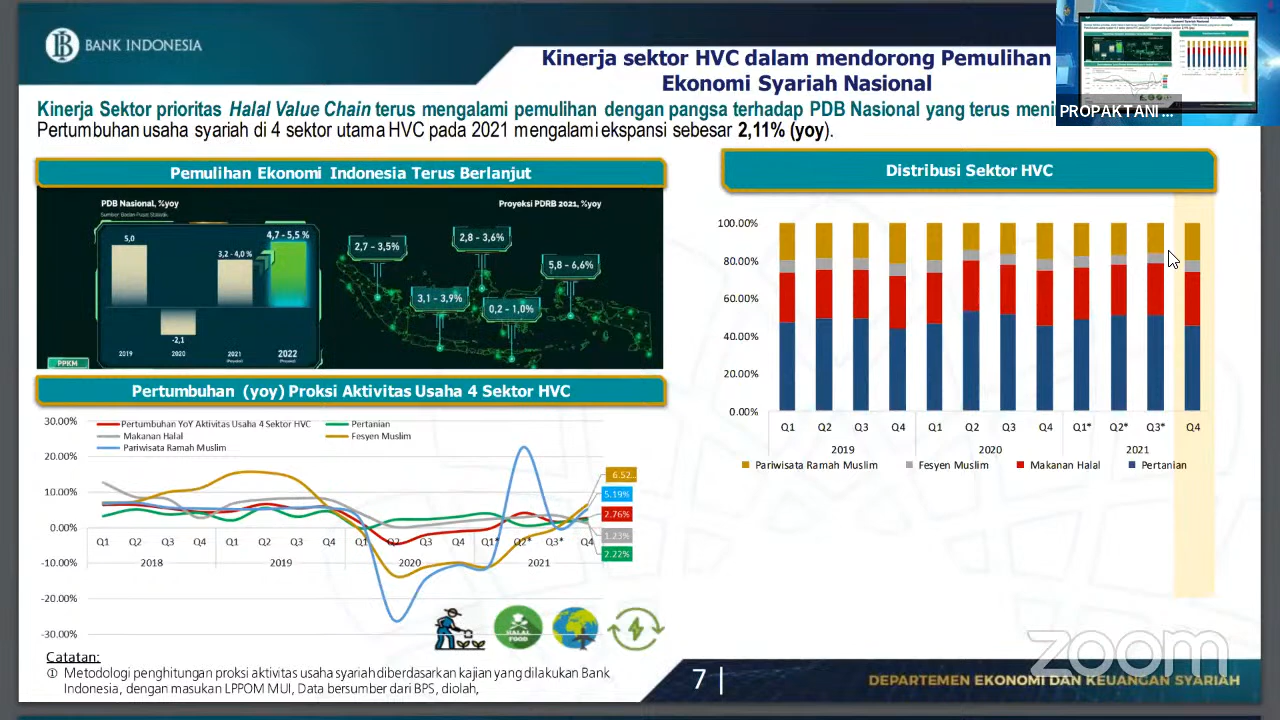 BANK INDONESIA
Kinerja sektor HVC dalam mendorong Pemulihan
Ekonomi Syariah Nasional
Kinerja Sektor prioritas Halal Value Chain pemulihan dengan pangsa terhadap PDB Nasional yang terus
Pertumbuhan usaha syariah di 4 sektor utama HVC pada 2021 mengalami ekspansi sebesar 2,11% (yoy).
PROPAKTANI...
Pemulihan Ekonomi Indonesia Terus Berlanjut
PDB Nasional, %yoy
Sumber: Badan Pusat Statistik
5,0
-2,1
3,2 - 4,0 %
4,7 - 5,5 %
2019
2020
2021
2022
PPKM
Proyeksi PDRB 2021, %yoy
2,7 - 3,5%
2,8 - 3,6%
5,8 - 6,6%
3,1 - 3,9%
0,2 - 1,0%
Pertumbuhan (yoy) Proksi Aktivitas Usaha 4 Sektor HVC
30.00%
20.00%
10.00%
0.00%
-10.00%
-20.00%
-30.00%
Pertumbuhan YoY Aktivitas Usaha 4 Sektor HVC
Pertanian
Makanan Halal
Fesyen Muslim
Pariwisata Ramah Muslim
Q1 Q2 Q3 Q4 Q1 Q2 Q3 Q4 Q1 Q2 Q3 Q4 Q1* Q2* Q3* Q4
2018 2019 2020 2021
6.52...
5.19%
2.76%
1.23%
2.22%
HALAL
FOOD
Catatan:
① Metodologi penghitungan proksi aktivitas usaha syariah diberdasarkan kajian yang dilakukan Bank
Indonesia, dengan masukan LPPOM MUI, Data bersumber dari BPS, diolah,
Distribusi Sektor HVC
100.00%
80.00%
60.00%
40.00%
20.00%
0.00%
Q1 Q2 Q3 Q4 Q1 Q2 Q3 Q4 Q1* Q2* Q3* Q4
2019 2020 2021
Pariwisata Ramah Muslim Fesyen Muslim Makanan Halal Pertanian
zoom
7
DEPARTEMEN EKONOMI DAN KEUANGAN SYARIAH